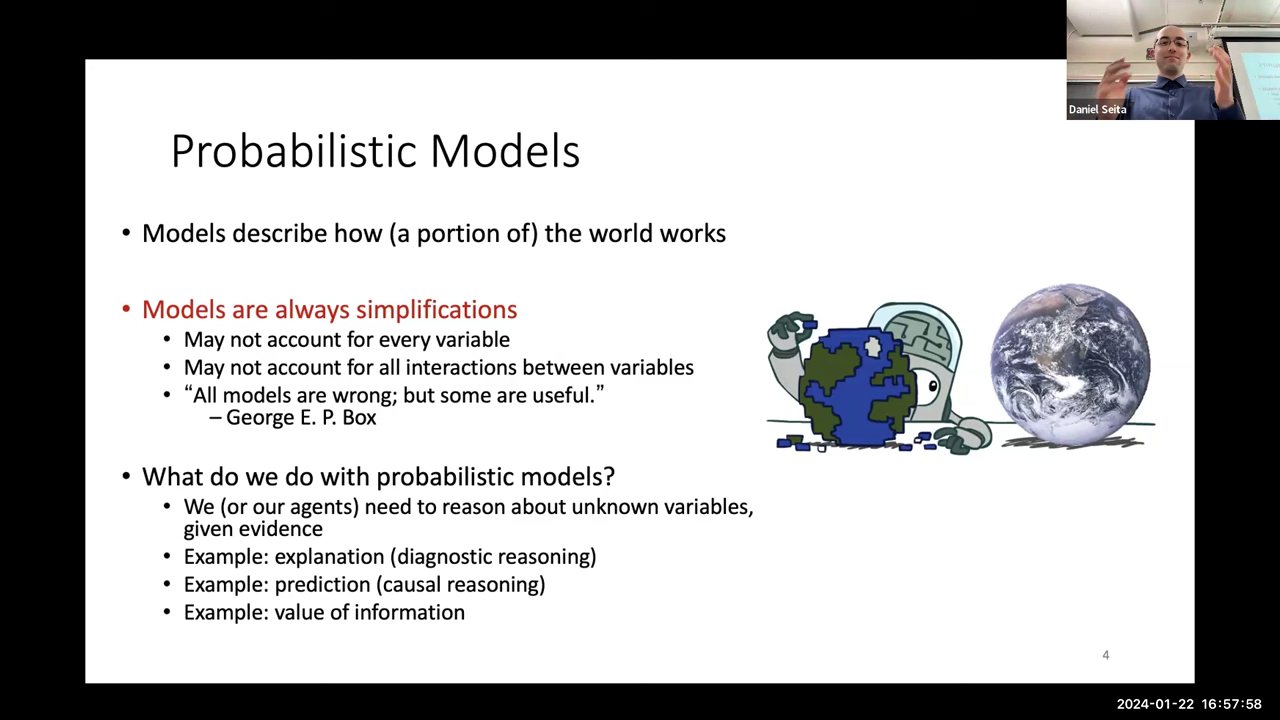 Daniel Seita
Probabilistic Models
• Models describe how (a portion of) the world works
• Models are always simplifications
• May not account for every variable
• May not account for all interactions between variables
• “All models are wrong; but some are useful.”
– George E. P. Box
• What do we do with probabilistic models?
• We (or our agents) need to reason about unknown variables,
given evidence
• Example: explanation (diagnostic reasoning)
• Example: prediction (causal reasoning)
• Example: value of information
4
2024-01-22 16:57:58